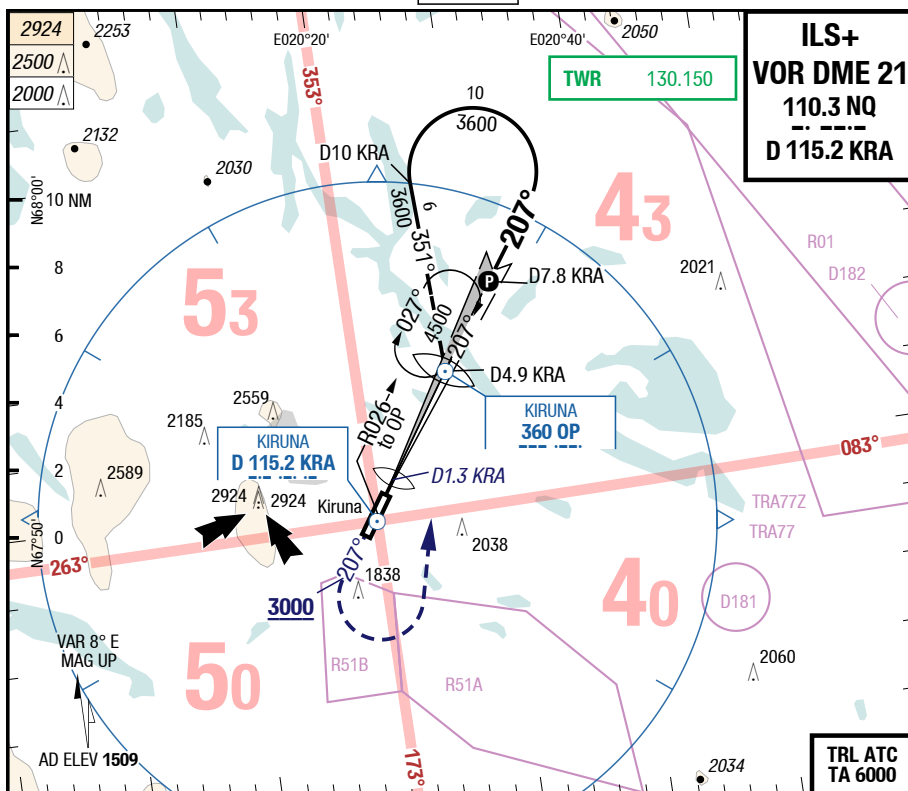 2924
2500
2000
2253
E020°20'
E020°40'
2050
ILS+
VOR DME 21
110.3 NQ
D 115.2 KRA
TWR 130.150
353°
10
3600
2132
2030
D10 KRA
N68°00'
10 NM
6
3600
351°
207°
43
R01
D182
2021
8
53
P
D7.8 KRA
027°
4500
207°
6
D4.9 KRA
4
2559
2185
R026
to OP
KIRUNA
360 OP
KIRUNA
D 115.2 KRA
083°
2
2589
D1.3 KRA
2924
2924
Kiruna
TRA77Z
TRA77
N67°50'
0
2038
263°
207°
1838
3000
40
D181
VAR 8° E
MAG UP
50
R51B
R51A
2060
AD ELEV 1509
173°
2034
TRL ATC
TA 6000